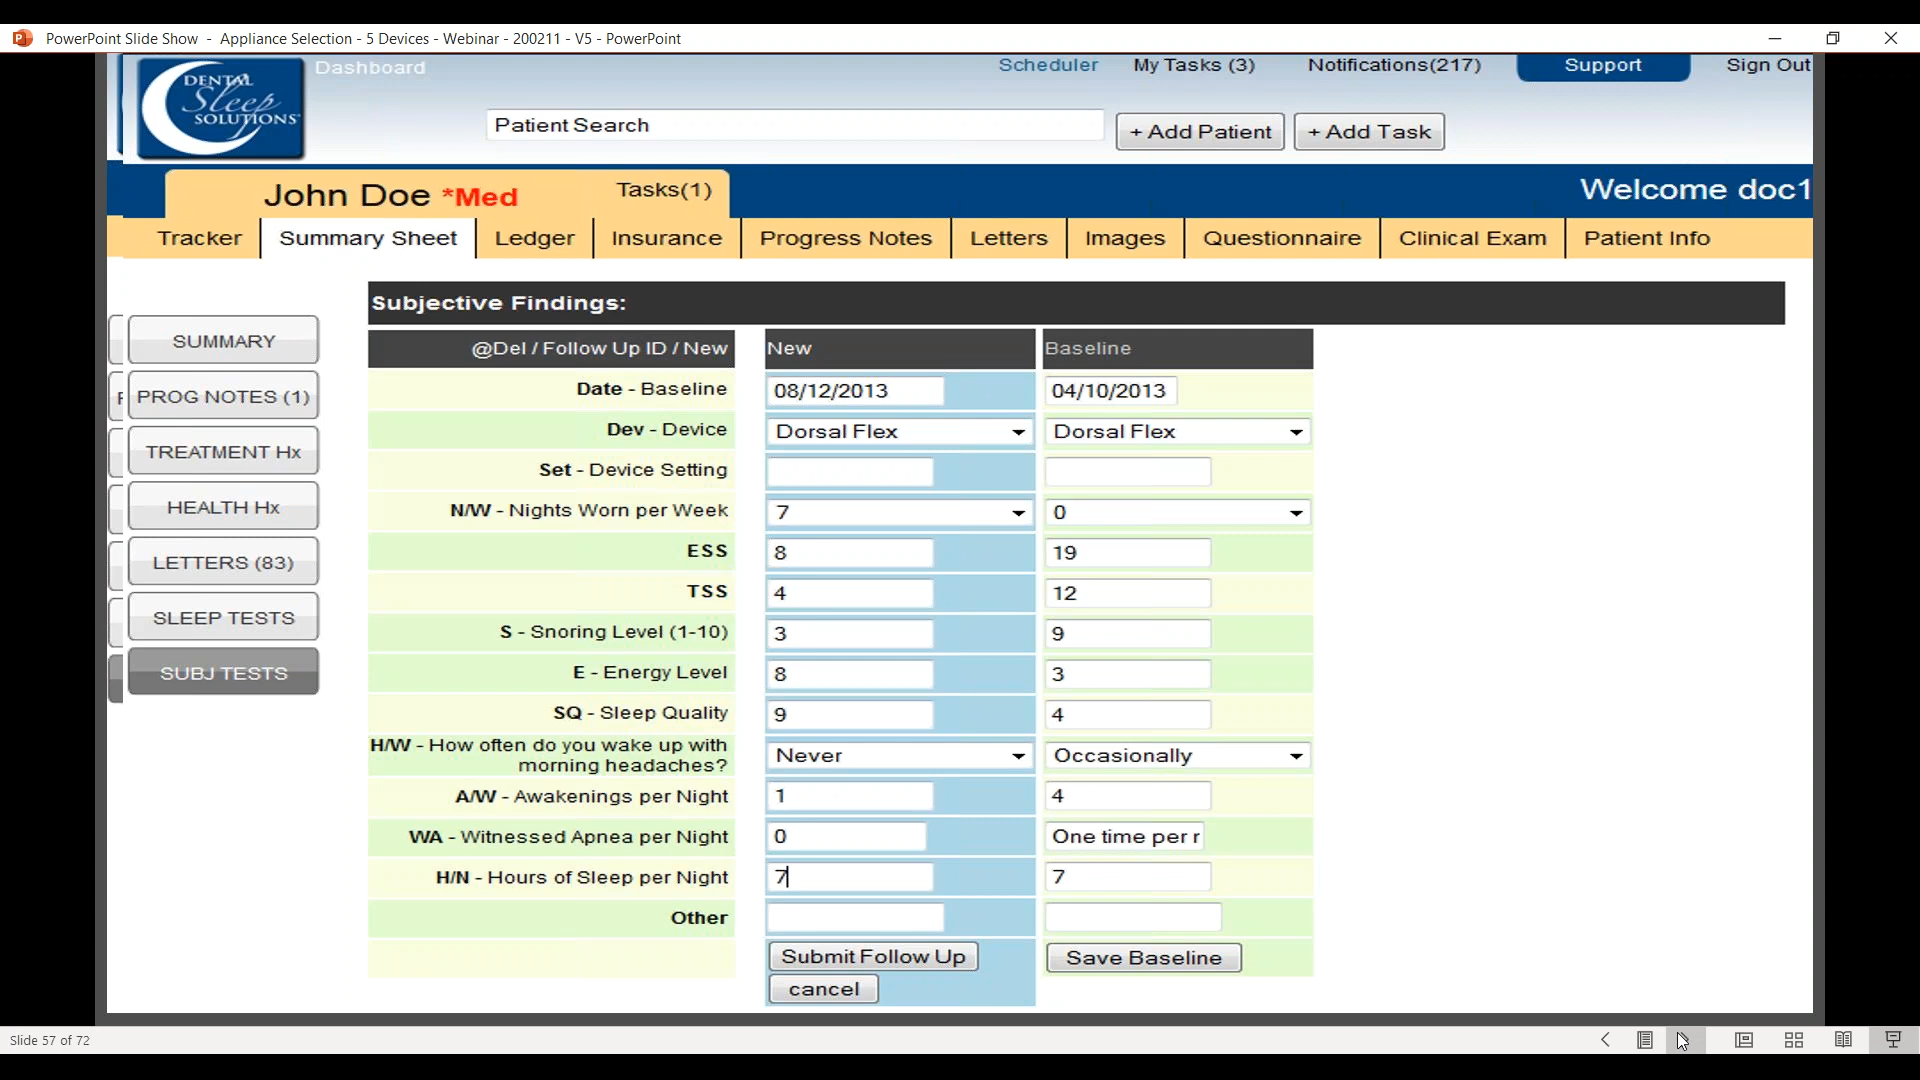 PowerPoint Slide Show - Appliance Selection - 5 Devices - Webinar - 200211 - V5 - PowerPoint
DENTAL
Sleep
SOLUTIONS
Dashboard
Scheduler My Tasks (3) Notifications(217) Support Sign Out
Patient Search + Add Patient + Add Task
John Doe *Med Tasks(1) Welcome doc1
Tracker Summary Sheet Ledger Insurance Progress Notes Letters Images Questionnaire Clinical Exam Patient Info
SUMMARY
PROG NOTES (1)
TREATMENT Hx
HEALTH Hx
LETTERS (83)
SLEEP TESTS
SUBJ TESTS
Subjective Findings:
@Del / Follow Up ID / New New Baseline
Date - Baseline 08/12/2013 04/10/2013
Dev - Device Dorsal Flex Dorsal Flex
Set - Device Setting
N/W - Nights Worn per Week 7 0
ESS 8 19
TSS 4 12
S - Snoring Level (1-10) 3 9
E - Energy Level 8 3
SQ - Sleep Quality 9 4
H/W - How often do you wake up with
morning headaches? Never Occasionally
A/W - Awakenings per Night 1 4
WA - Witnessed Apnea per Night 0 One time per r
H/N - Hours of Sleep per Night 7 7
Other
Submit Follow Up Save Baseline
cancel
Slide 57 of 72